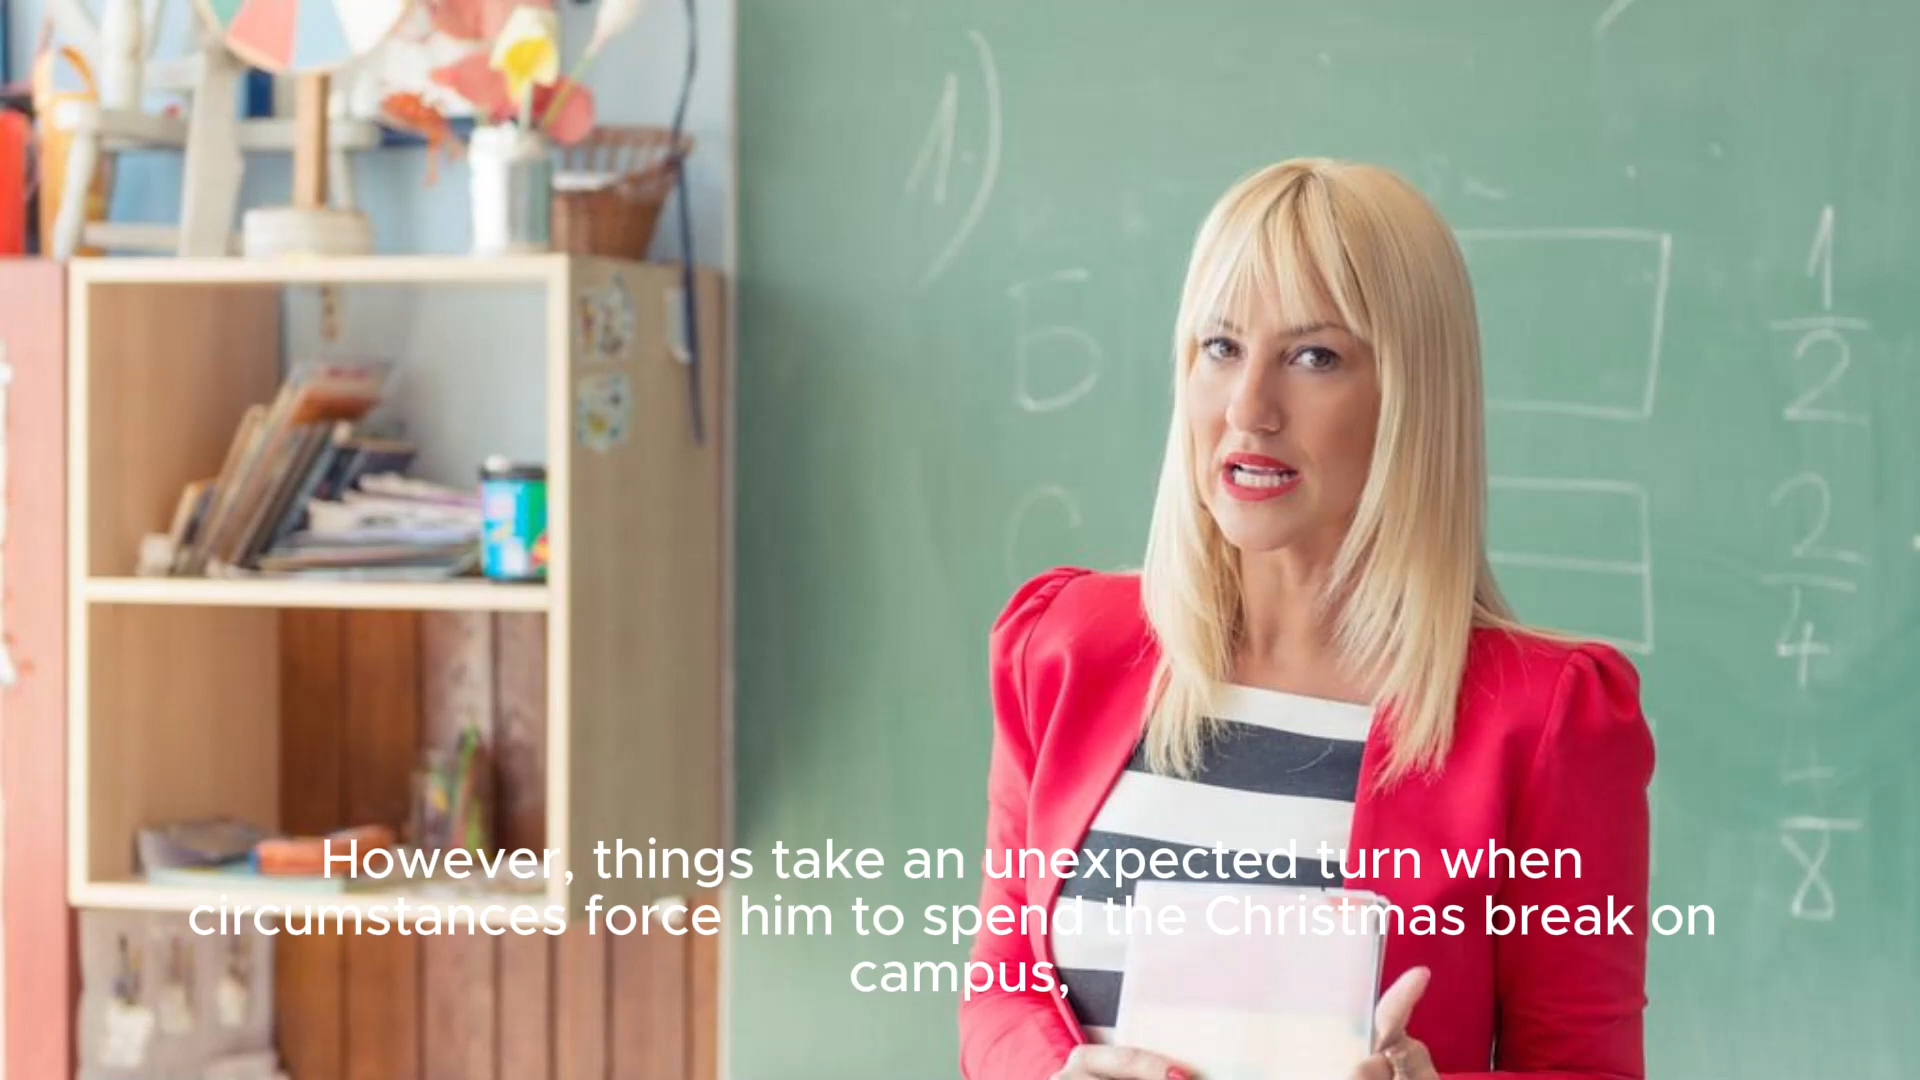 1)
Б
C
1
2
2
4
1
8
However, things take an unexpected turn when
circumstances force him to spend the Christmas break on
campus,